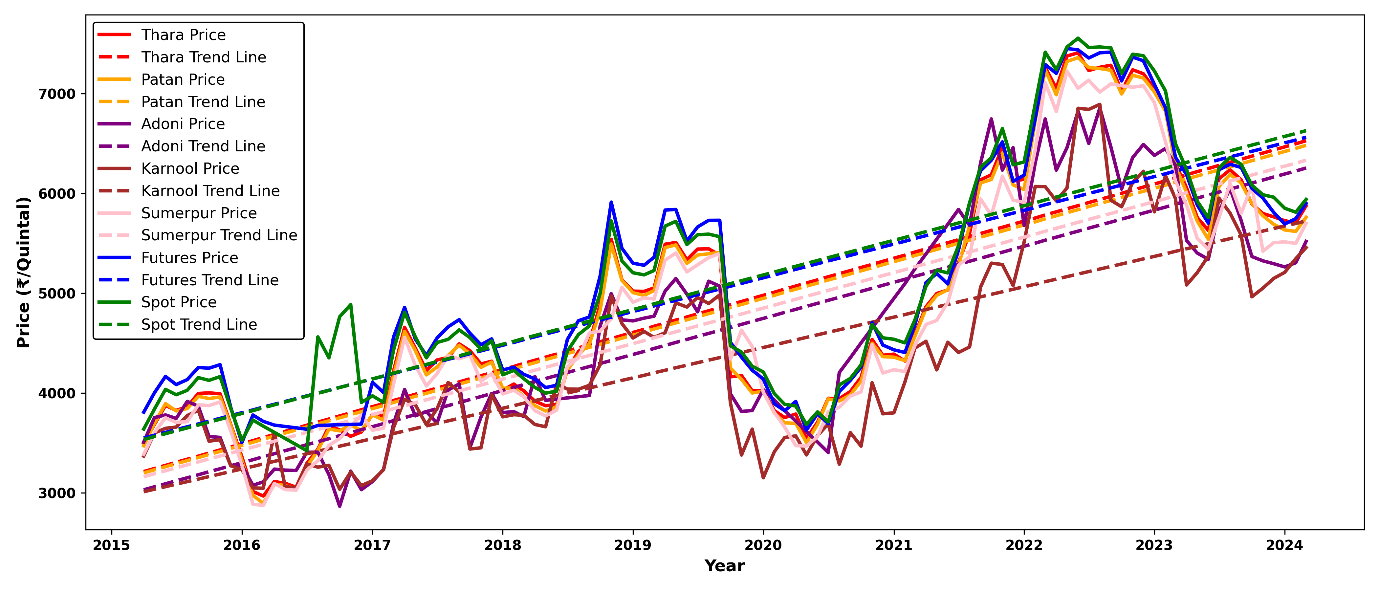 Thara Price
Thara Trend Line
Patan Price
Patan Trend Line
Adoni Price
Adoni Trend Line
Karnool Price
Karnool Trend Line
Sumerpur Price
Sumerpur Trend Line
Futures Price
Futures Trend Line
Spot Price
Spot Trend Line
Price (₹/Quintal)
7000
6000
5000
4000
3000
2015 2016 2017 2018 2019 2020 2021 2022 2023 2024
Year